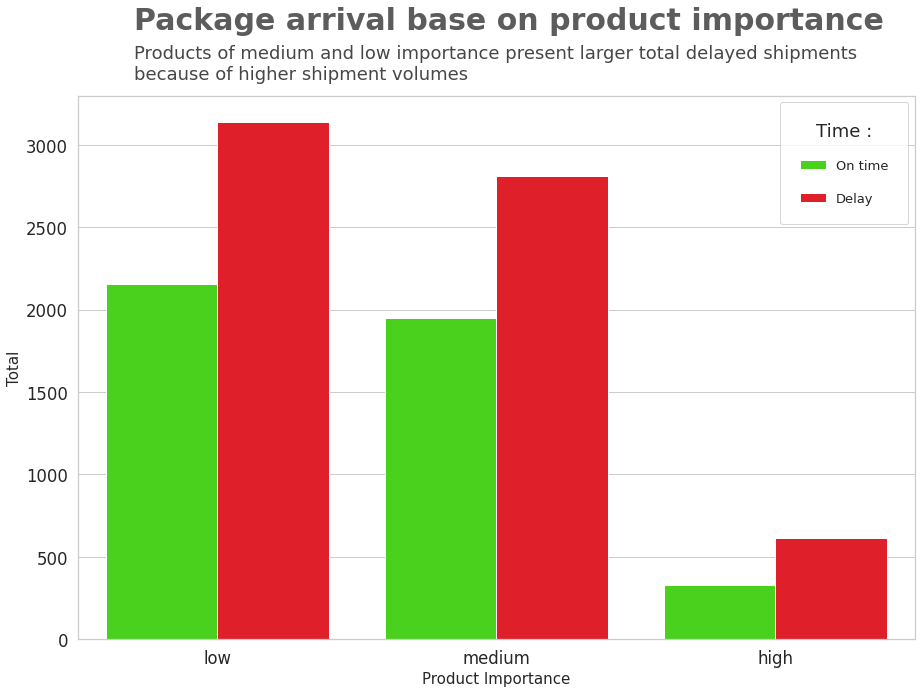 Package arrival base on product importance
Products of medium and low importance present larger total delayed shipments
because of higher shipment volumes
Time :
On time
Delay
3000
2500
2000
1500
1000
500
0
Total
low
medium
high
Product Importance